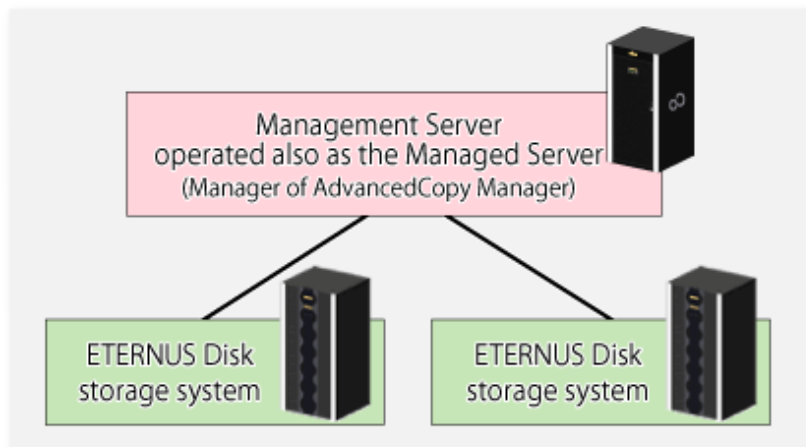 Management Server
operated also as the Managed Server
(Manager of AdvancedCopy Manager)
ETERNUS Disk
storage system
ETERNUS Disk
storage system